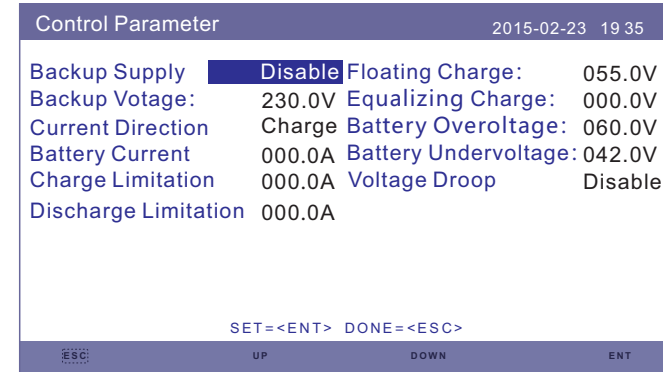 Control Parameter 2015-02-23 19 35
Backup Supply Disable Floating Charge: 055.0V
Backup Votage: 230.0V Equalizing Charge: 000.0V
Current Direction Charge Battery Overoltage: 060.0V
Battery Current 000.0A Battery Undervoltage: 042.0V
Charge Limitation 000.0A Voltage Droop Disable
Discharge Limitation 000.0A
SET=<ENT> DONE=<ESC>
ESC UP DOWN ENT